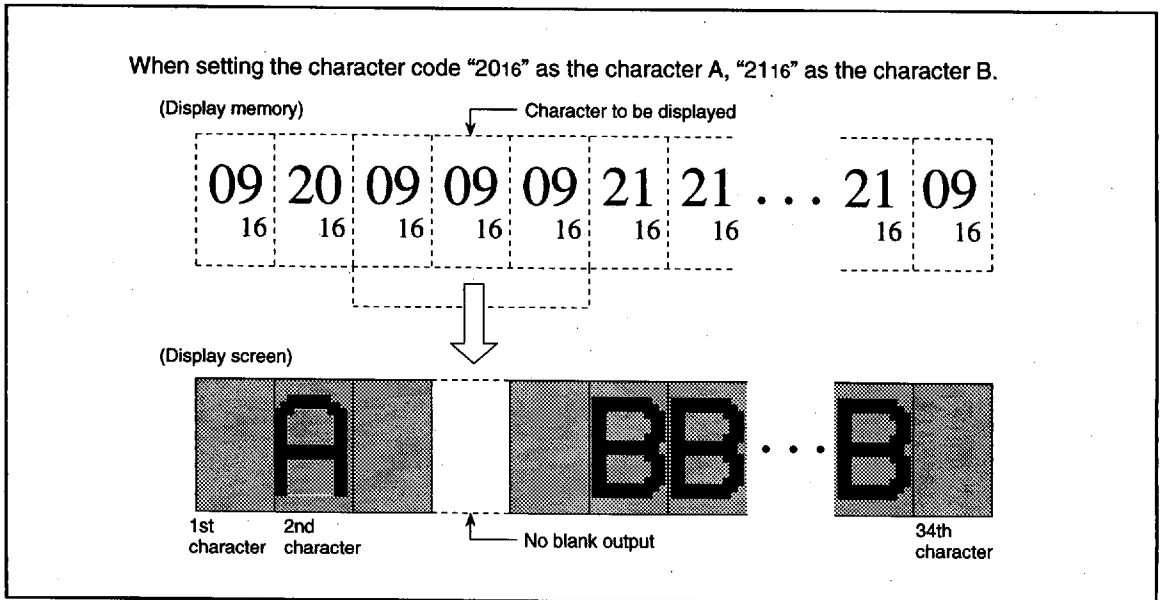 When setting the character code “2016” as the character A, “2116” as the character B.
(Display memory)
Character to be displayed
09 20 09 09 09 21 21 ... 21 09
16 16 16 16 16 16 16 16 16
(Display screen)
A B B ... B
1st character
2nd character
No blank output
34th character